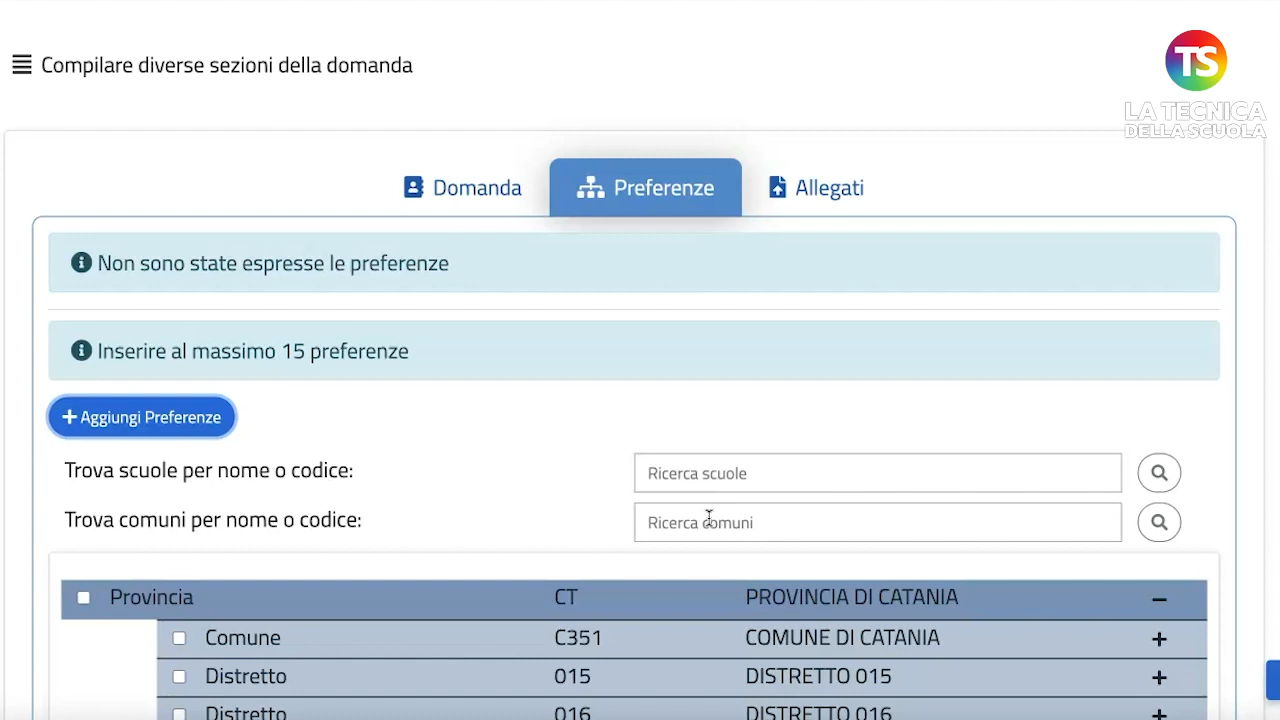 Compilare diverse sezioni della domanda
TS
LA TECNICA
DELLA SCUOLA
Domanda
Preferenze
Allegati
Non sono state espresse le preferenze
Inserire al massimo 15 preferenze
+ Aggiungi Preferenze
Trova scuole per nome o codice:
Ricerca scuole
Trova comuni per nome o codice:
Ricerca comuni
Provincia CT PROVINCIA DI CATANIA −
Comune C351 COMUNE DI CATANIA +
Distretto 015 DISTRETTO 015 +
Distretto 016 DISTRETTO 016 +